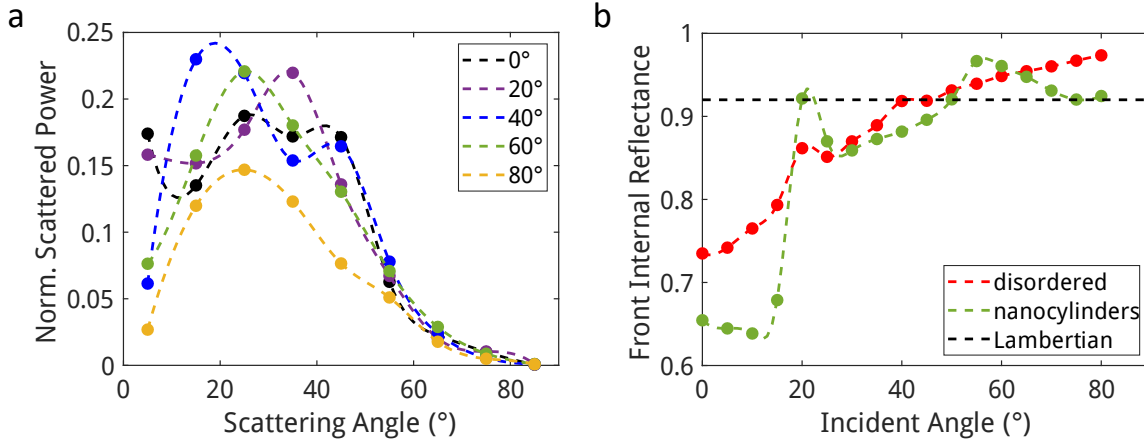 a
Norm. Scattered Power
0.25
0.2
0.15
0.1
0.05
0
0
20
40
60
80
Scattering Angle (°)
0°
20°
40°
60°
80°
b
Front Internal Reflectance
1
0.9
0.8
0.7
0.6
0
20
40
60
80
Incident Angle (°)
disordered
nanocylinders
Lambertian